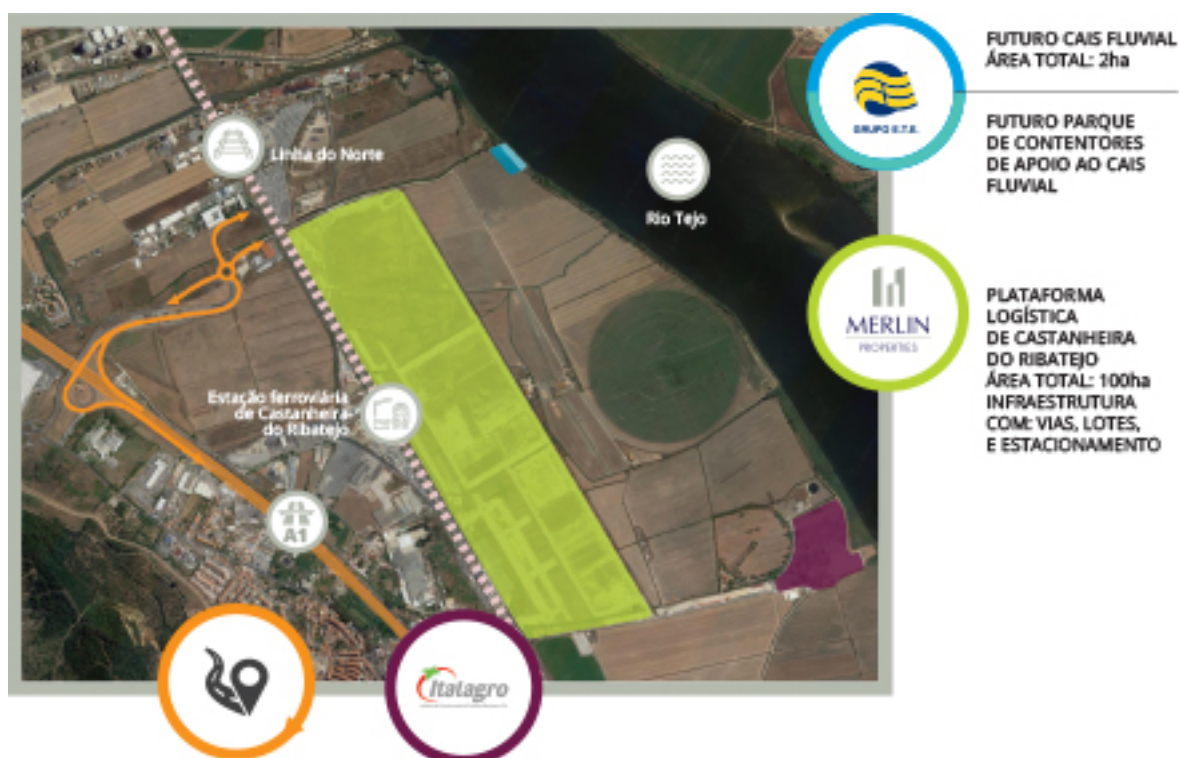 FUTURO CAIS FLUVIAL
ÁREA TOTAL: 2ha
GRUPO E.T.E.
FUTURO PARQUE
DE CONTENTORES
DE APOIO AO CAIS
FLUVIAL
Linha do Norte
Rio Tejo
MERLIN
PROPERTIES
PLATAFORMA
LOGÍSTICA
DE CASTANHEIRA
DO RIBATEJO
ÁREA TOTAL: 100ha
INFRAESTRUTURA
COM: VIAS, LOTES,
E ESTACIONAMENTO
Estação ferroviária
de Castanheira
do Ribatejo
A1
Italagro